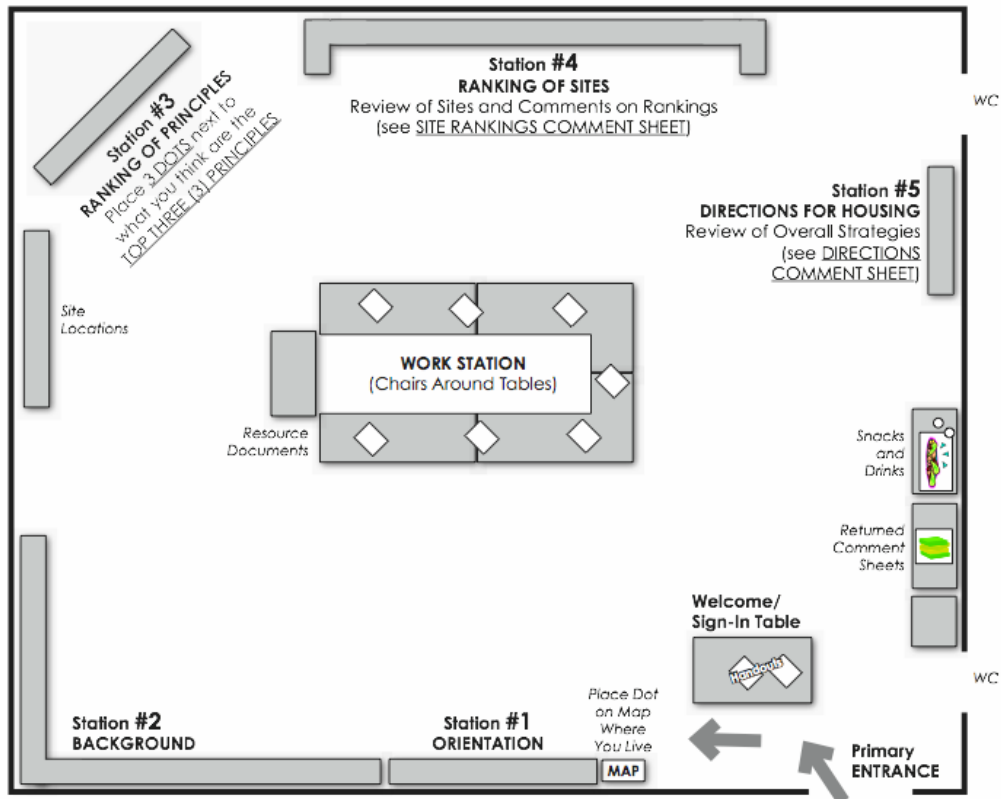 Station #4
RANKING OF SITES
Review of Sites and Comments on Rankings
(see SITE RANKINGS COMMENT SHEET)
WC
Station #3
RANKING OF PRINCIPLES
Place 3 DOTS next to
what you think are the
TOP THREE (3) PRINCIPLES
Station #5
DIRECTIONS FOR HOUSING
Review of Overall Strategies
(see DIRECTIONS
COMMENT SHEET)
Site
Locations
WORK STATION
(Chairs Around Tables)
Resource
Documents
Snacks
and
Drinks
Returned
Comment
Sheets
Welcome/
Sign-In Table
Handouts!
WC
Station #2
BACKGROUND
Station #1
ORIENTATION
Place Dot
on Map
Where
You Live
MAP
Primary
ENTRANCE